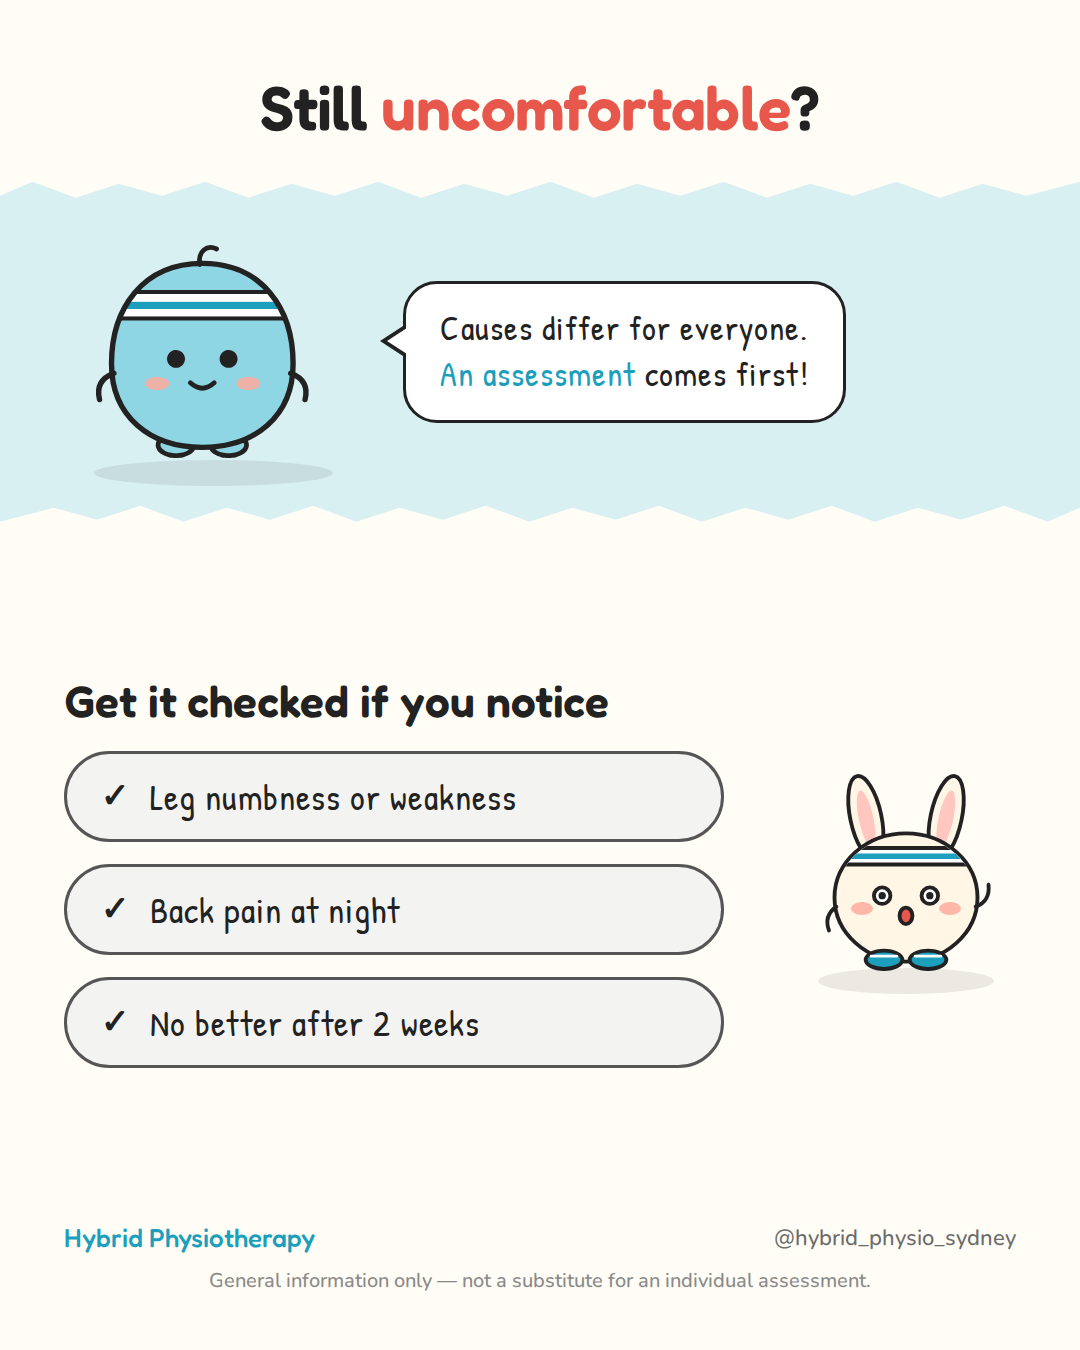 Still uncomfortable?
Causes differ for everyone.
An assessment comes first!
Get it checked if you notice
✓ Leg numbness or weakness
✓ Back pain at night
✓ No better after 2 weeks
Hybrid Physiotherapy
@hybrid_physio_sydney
General information only — not a substitute for an individual assessment.